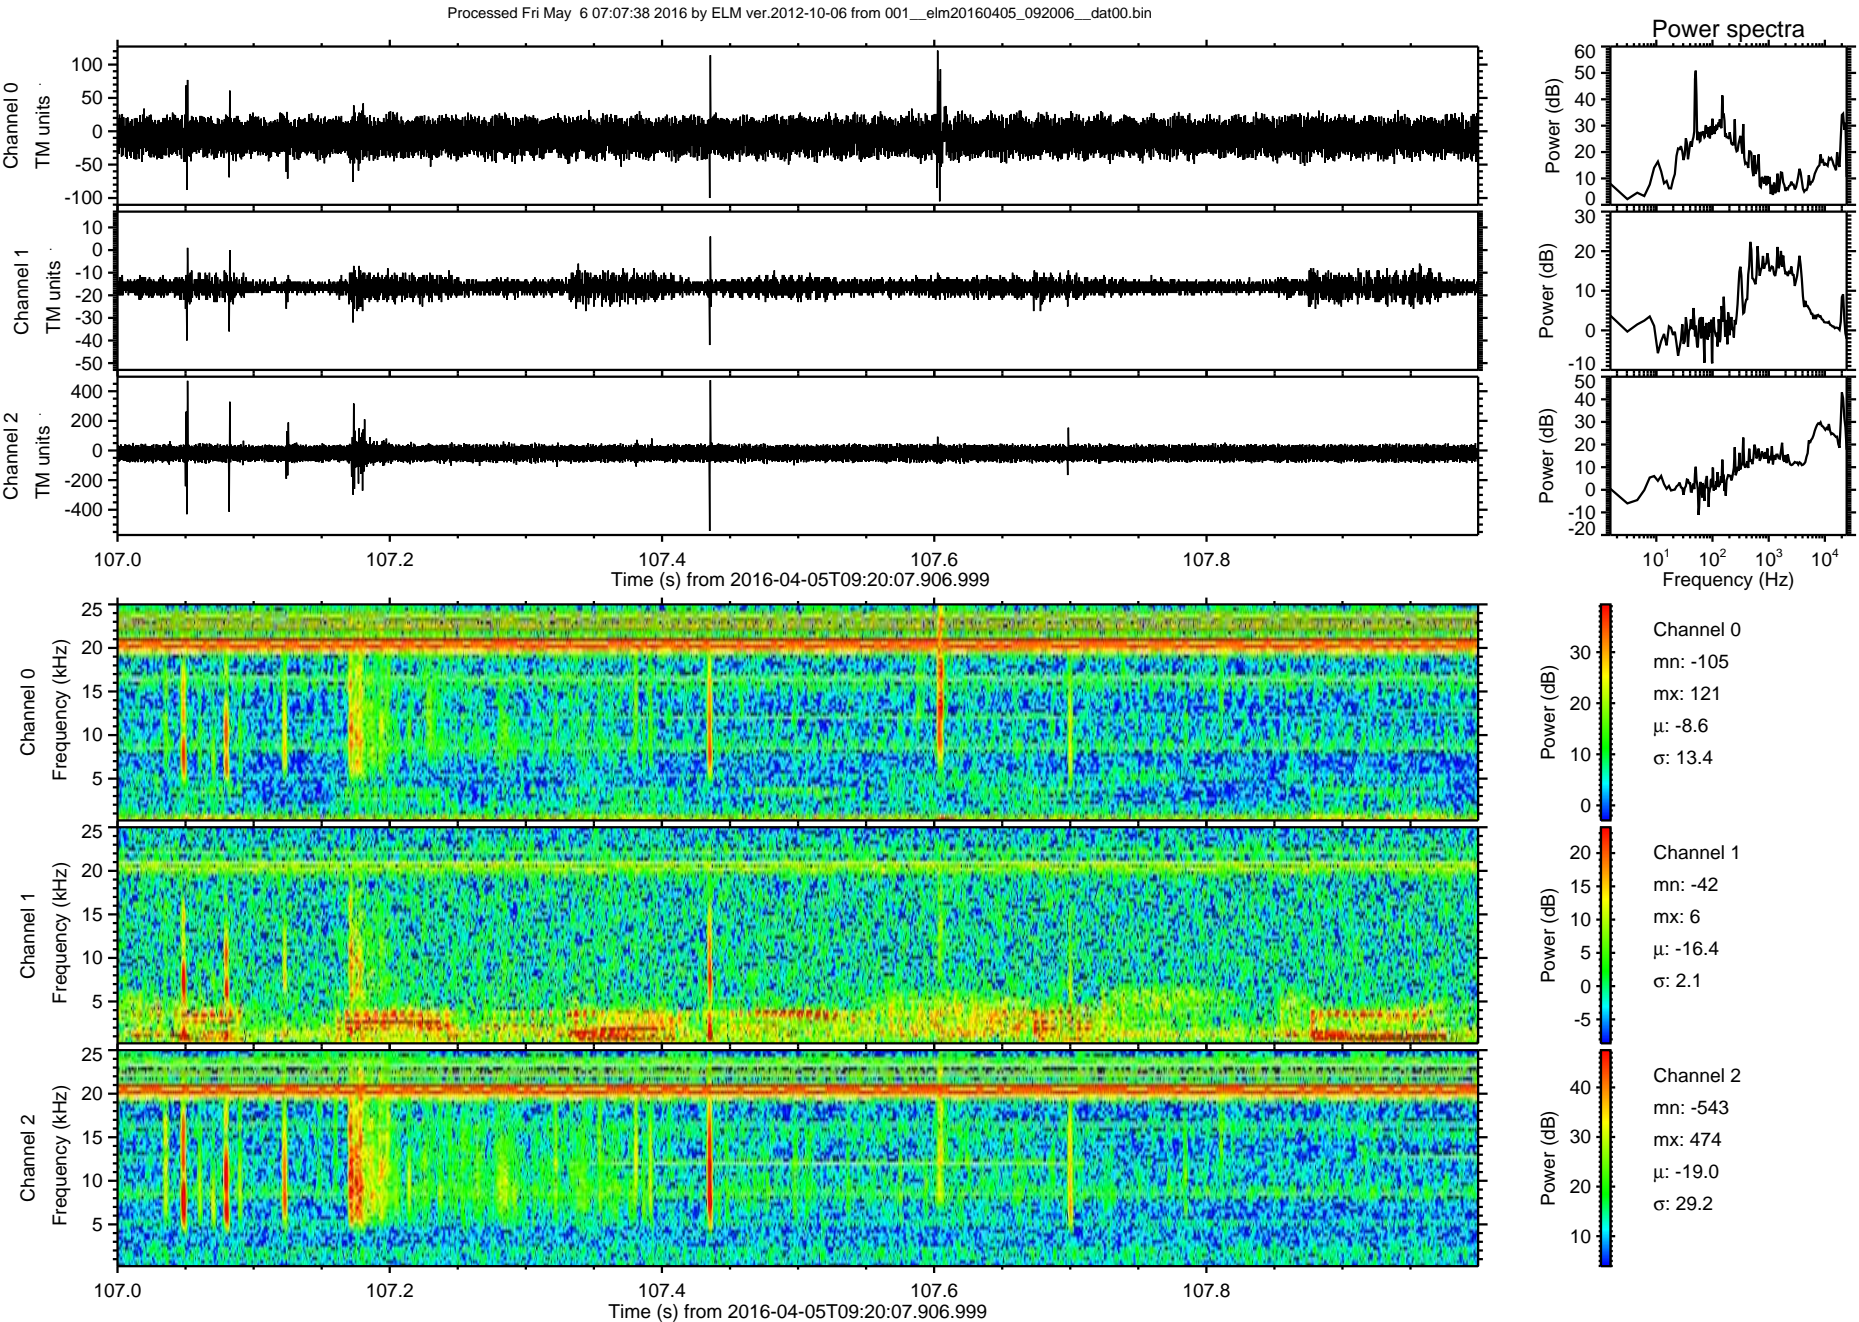 Processed Fri May  6 07:07:38 2016 by ELM ver.2012-10-06 from 001__elm20160405_092006__dat00.bin
Power spectra
Channel 0
TM units
100
50
0
-50
-100
Power (dB)
60
50
40
30
20
10
0
Channel 1
TM units
10
0
-10
-20
-30
-40
-50
Power (dB)
30
20
10
0
-10
Channel 2
TM units
400
200
0
-200
-400
Power (dB)
50
40
30
20
10
0
-10
-20
107.0 107.2 107.4 107.6 107.8
Time (s) from 2016-04-05T09:20:07.906.999
10¹ 10² 10³ 10⁴
Frequency (Hz)
Channel 0
Frequency (kHz)
25
20
15
10
5
Power (dB)
30
20
10
0
Channel 0
mn: -105
mx: 121
μ: -8.6
σ: 13.4
Channel 1
Frequency (kHz)
25
20
15
10
5
Power (dB)
20
15
10
5
0
-5
Channel 1
mn: -42
mx: 6
μ: -16.4
σ: 2.1
Channel 2
Frequency (kHz)
25
20
15
10
5
Power (dB)
40
30
20
10
Channel 2
mn: -543
mx: 474
μ: -19.0
σ: 29.2
107.0 107.2 107.4 107.6 107.8
Time (s) from 2016-04-05T09:20:07.906.999